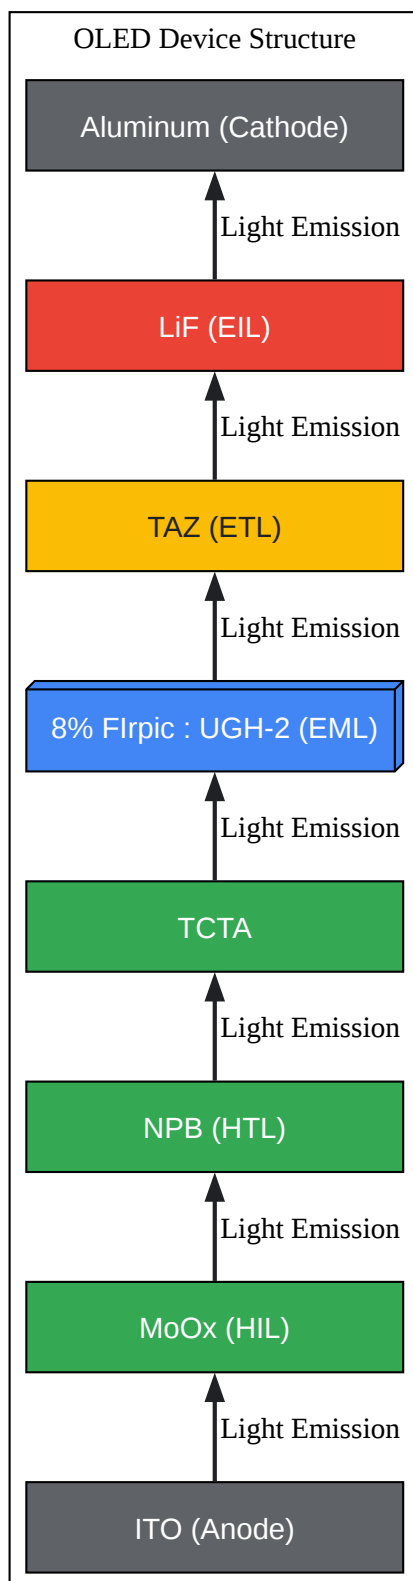 OLED Device Structure
Aluminum (Cathode)
Light Emission
LiF (EIL)
Light Emission
TAZ (ETL)
Light Emission
8% FIrpic : UGH-2 (EML)
Light Emission
TCTA
Light Emission
NPB (HTL)
Light Emission
MoOx (HIL)
Light Emission
ITO (Anode)